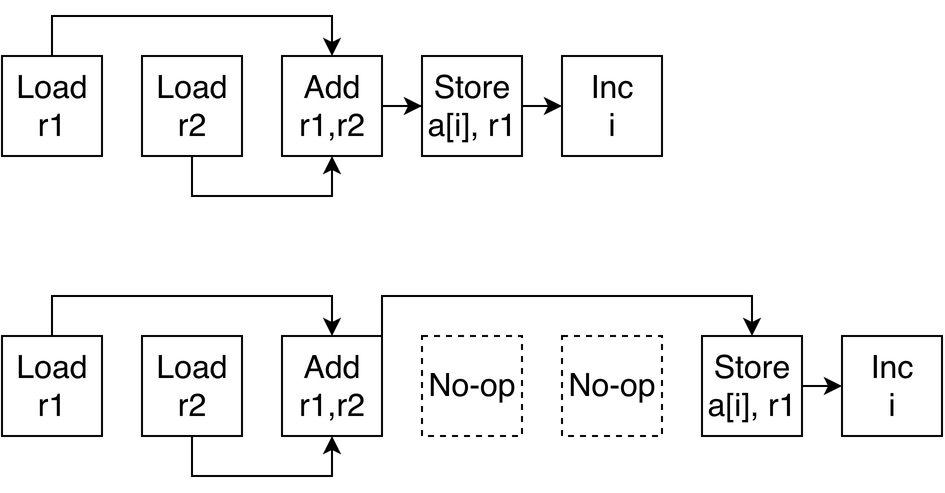 Load
r1
Load
r2
Add
r1,r2
Store
a[i], r1
Inc
i
Load
r1
Load
r2
Add
r1,r2
No-op
No-op
Store
a[i], r1
Inc
i